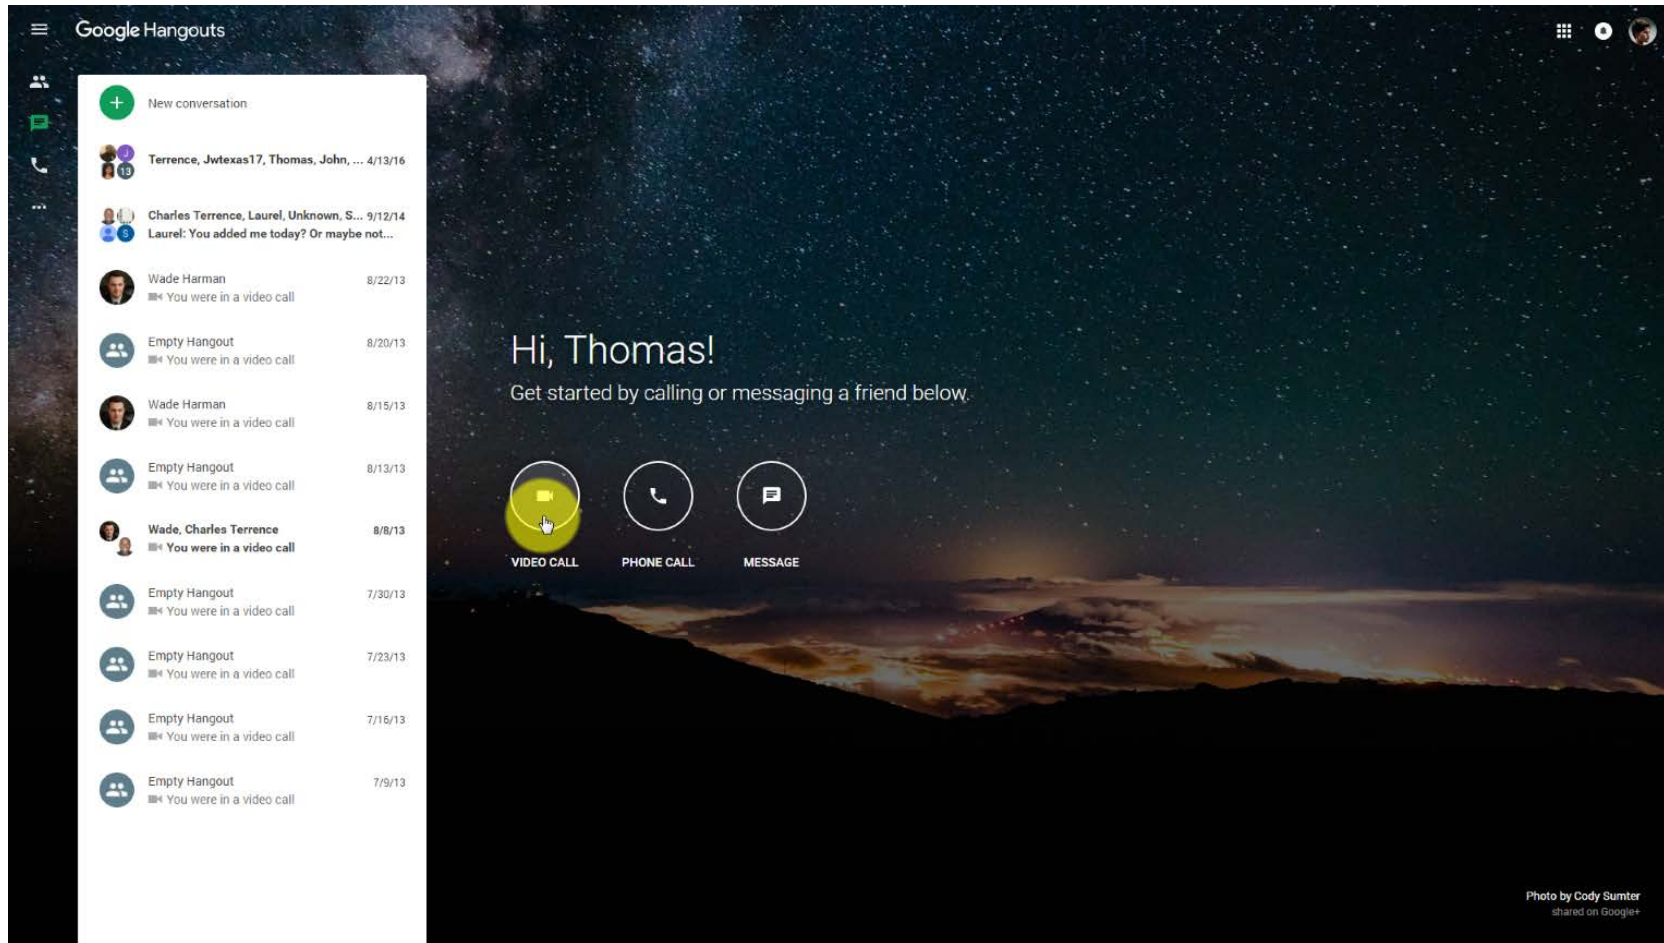 Google Hangouts
New conversation
J
13
Terrence, Jwtexas17, Thomas, John, ... 4/13/16
S
Charles Terrence, Laurel, Unknown, S... 9/12/14
Laurel: You added me today? Or maybe not...
Wade Harman 8/22/13
You were in a video call
Empty Hangout 8/20/13
You were in a video call
Wade Harman 8/15/13
You were in a video call
Empty Hangout 8/13/13
You were in a video call
Wade, Charles Terrence 8/8/13
You were in a video call
Empty Hangout 7/30/13
You were in a video call
Empty Hangout 7/23/13
You were in a video call
Empty Hangout 7/16/13
You were in a video call
Empty Hangout 7/9/13
You were in a video call
Hi, Thomas!
Get started by calling or messaging a friend below.
VIDEO CALL PHONE CALL MESSAGE
Photo by Cody Sumter
shared on Google+